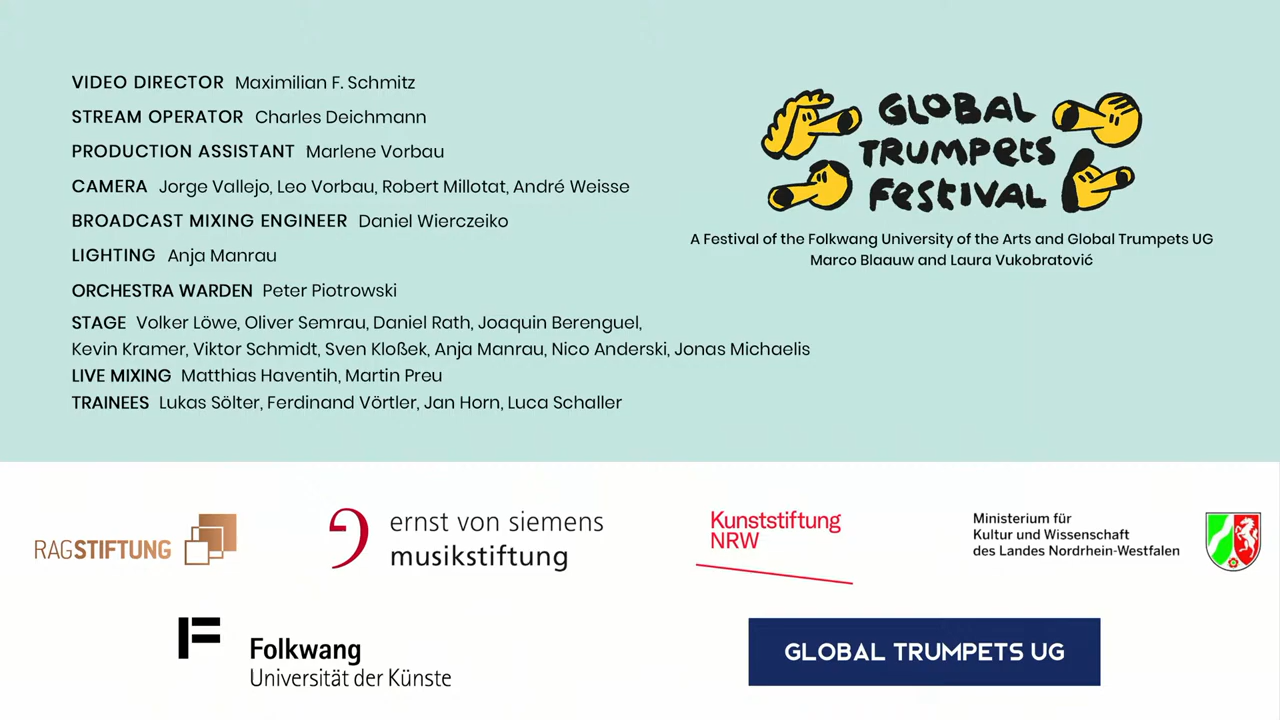 VIDEO DIRECTOR Maximilian F. Schmitz
STREAM OPERATOR Charles Deichmann
PRODUCTION ASSISTANT Marlene Vorbau
CAMERA Jorge Vallejo, Leo Vorbau, Robert Millotat, André Weisse
BROADCAST MIXING ENGINEER Daniel Wierczeiko
LIGHTING Anja Manrau
ORCHESTRA WARDEN Peter Piotrowski
STAGE Volker Löwe, Oliver Semrau, Daniel Rath, Joaquin Berenguel,
Kevin Kramer, Viktor Schmidt, Sven Kloßek, Anja Manrau, Nico Anderski, Jonas Michaelis
LIVE MIXING Matthias Haventih, Martin Preu
TRAINEES Lukas Sölter, Ferdinand Vörtler, Jan Horn, Luca Schaller
GLOBAL
TRUMPETS
FESTIVAL
A Festival of the Folkwang University of the Arts and Global Trumpets UG
Marco Blaauw and Laura Vukobratović
RAGSTIFTUNG
ernst von siemens
musikstiftung
Kunststiftung
NRW
Ministerium für
Kultur und Wissenschaft
des Landes Nordrhein-Westfalen
Folkwang
Universität der Künste
GLOBAL TRUMPETS UG